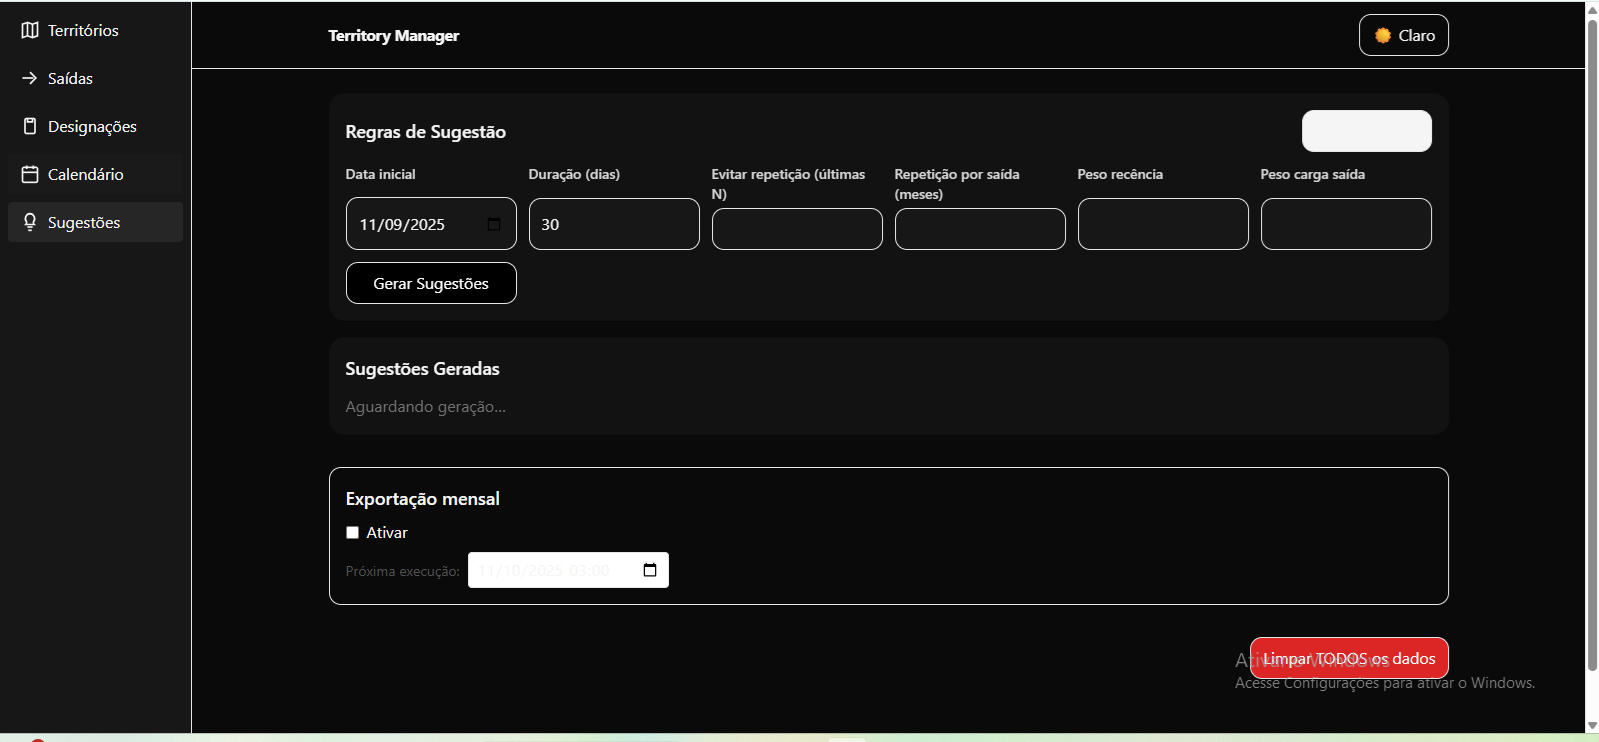 Territórios
Saídas
Designações
Calendário
Sugestões
Territory Manager
Claro
Regras de Sugestão
Data inicial
Duração (dias)
Evitar repetição (últimas
N)
Repetição por saída
(meses)
Peso recência
Peso carga saída
11/09/2025
30
Gerar Sugestões
Sugestões Geradas
Aguardando geração...
Exportação mensal
Ativar
Próxima execução:
11/10/2025 03:00
Limpar TODOS os dados
Ativar o Windows
Acesse Configurações para ativar o Windows.